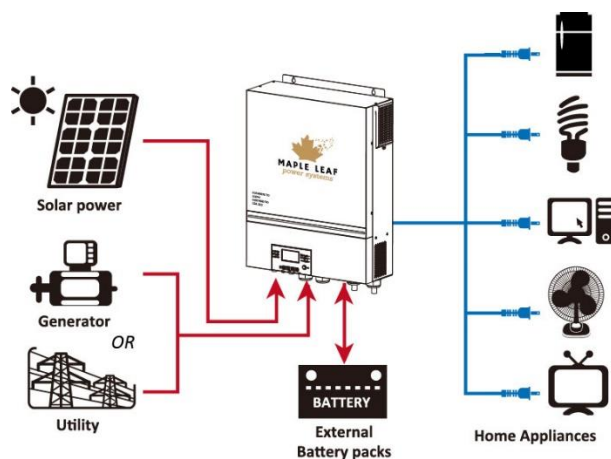 Solar power
Generator
OR
Utility
MAPLE LEAF
power systems
BATTERY
External
Battery packs
Home Appliances